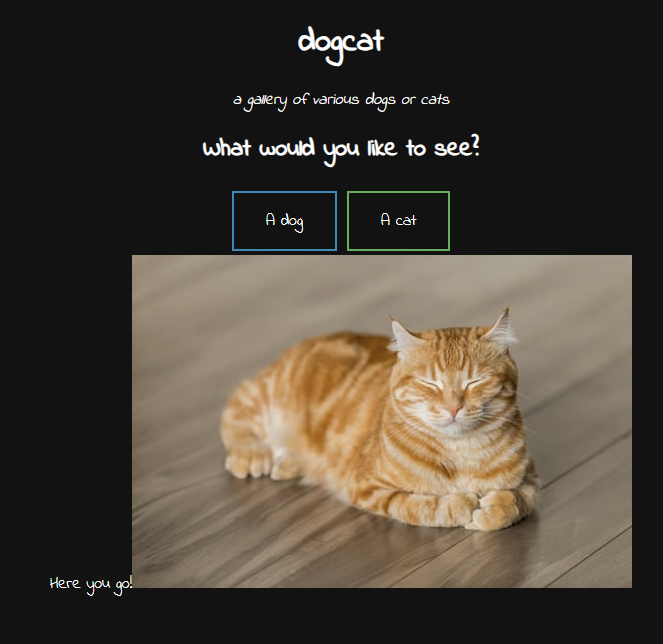 dogcat
a gallery of various dogs or cats
What would you like to see?
A dog
A cat
Here you go!